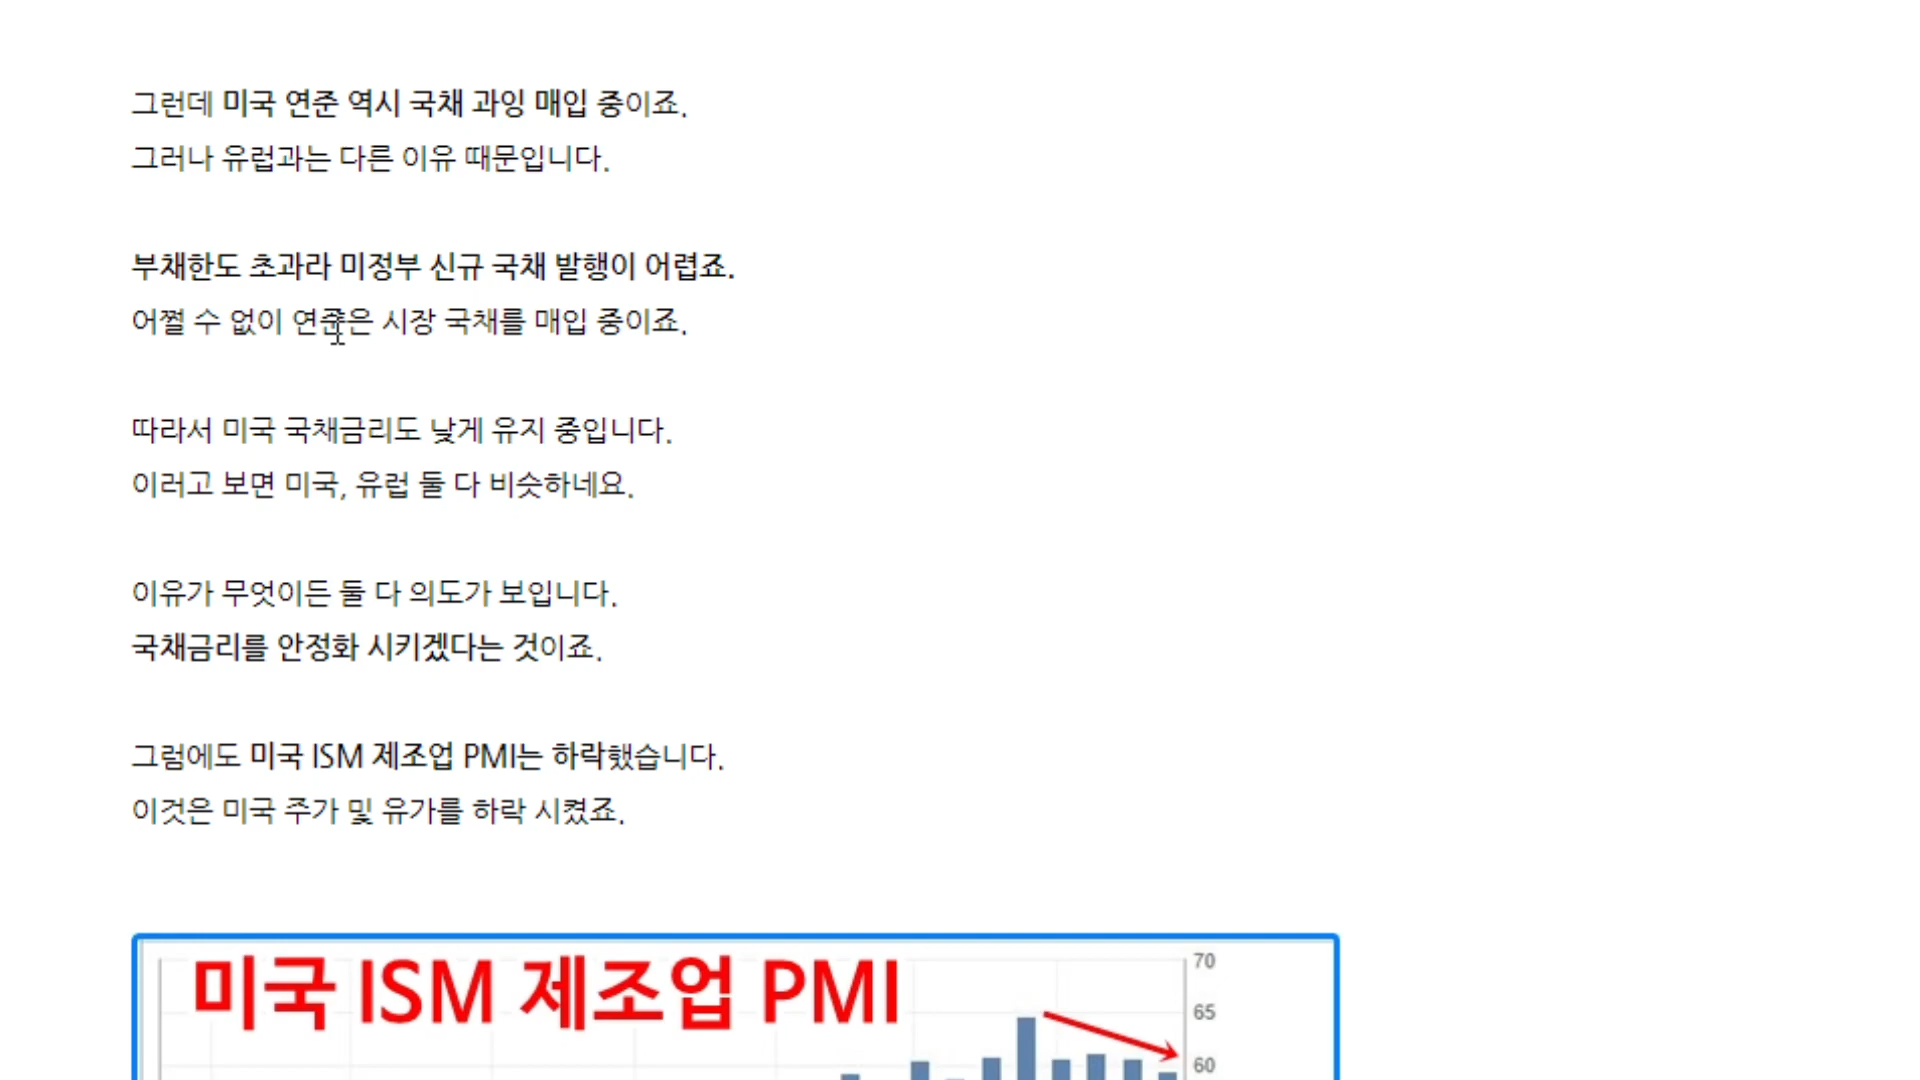 그런데 미국 연준 역시 국채 과잉 매입 중이죠.
그러나 유럽과는 다른 이유 때문입니다.
부채한도 초과라 미정부 신규 국채 발행이 어렵죠.
어쩔 수 없이 연준은 시장 국채를 매입 중이죠.
따라서 미국 국채금리도 낮게 유지 중입니다.
이러고 보면 미국, 유럽 둘 다 비슷하네요.
이유가 무엇이든 둘 다 의도가 보입니다.
국채금리를 안정화 시키겠다는 것이죠.
그럼에도 미국 ISM 제조업 PMI는 하락했습니다.
이것은 미국 주가 및 유가를 하락 시켰죠.
미국 ISM 제조업 PMI
70
65
60